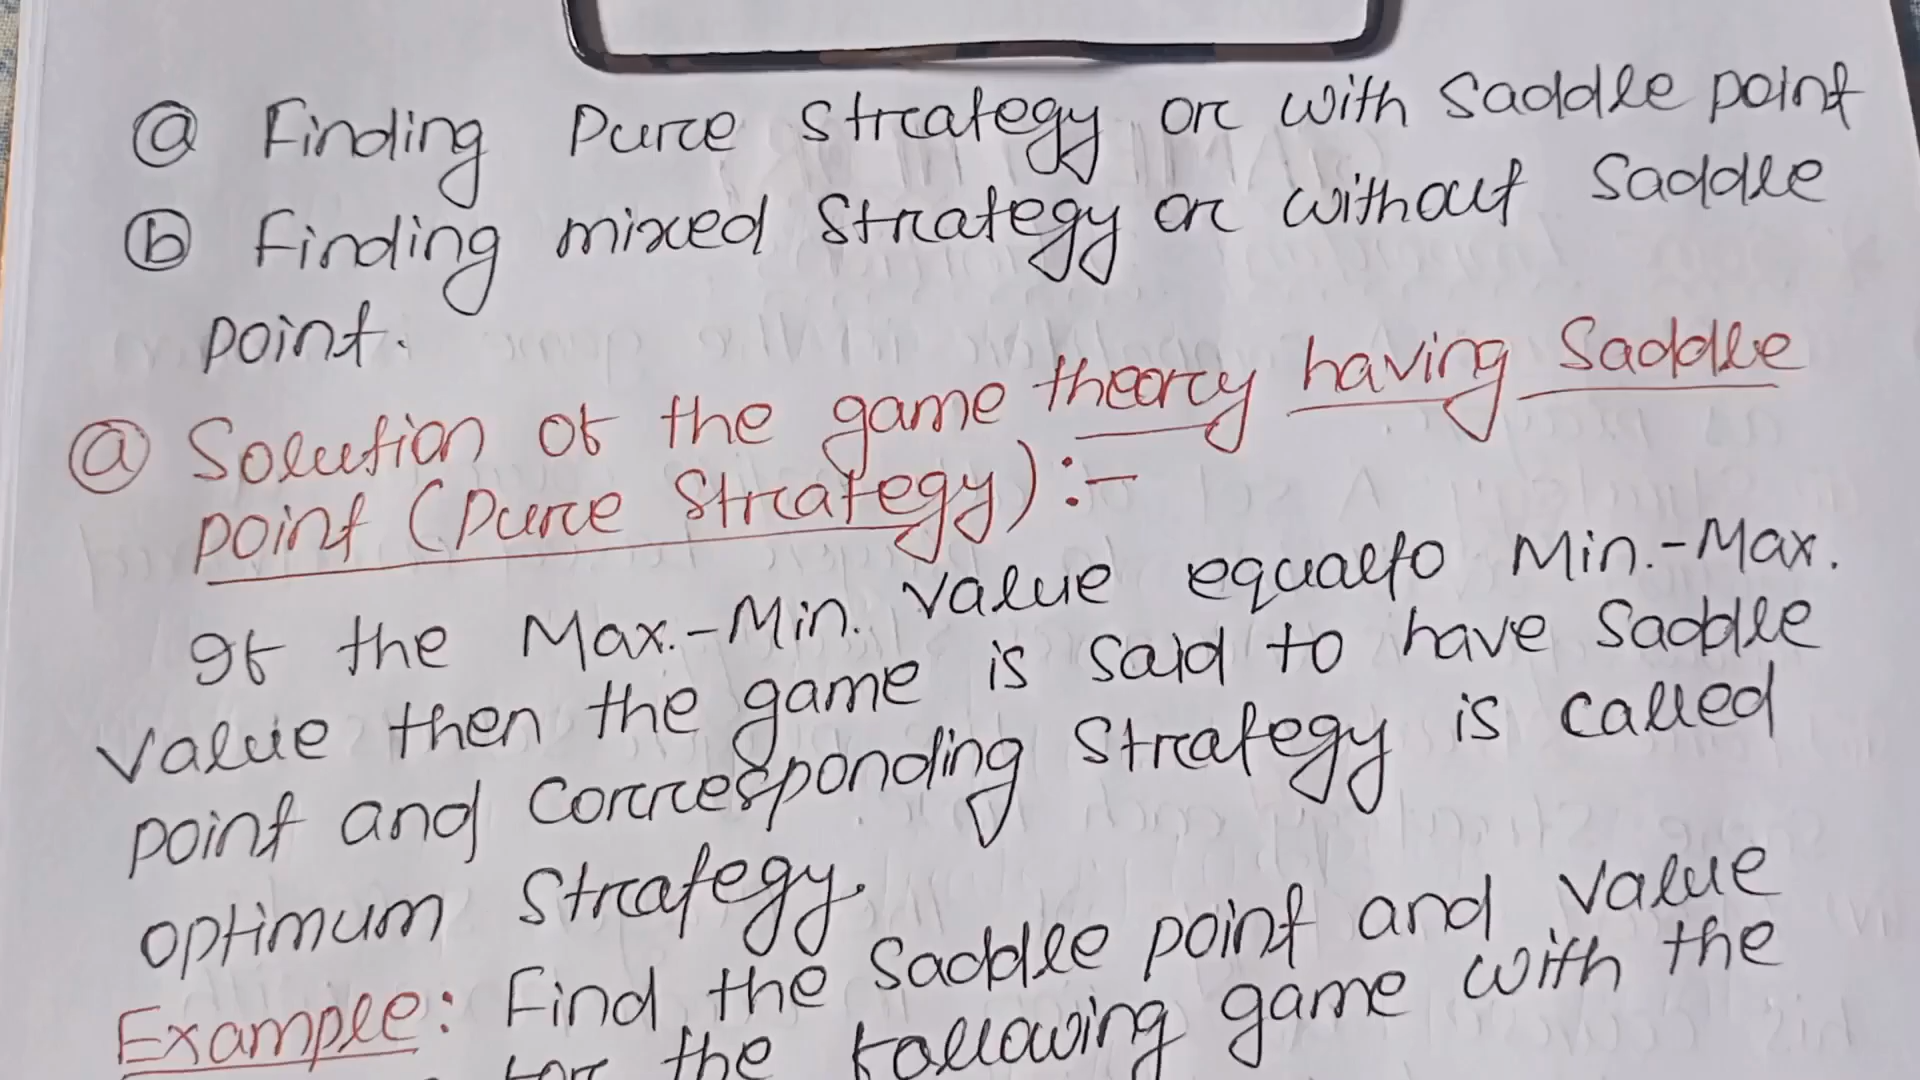 ⓐ Finding Pure Strategy or with Saddle point
ⓑ Finding mixed Strategy or without Saddle
point.
ⓐ Solution of the game theory having Saddle
point (Pure Strategy) :-
If the Max.-Min. value equalto Min.-Max.
value then the game is said to have Saddle
point and corresponding Strategy is called
optimum Strategy.
Example: Find the Saddle point and value
for the following game with the